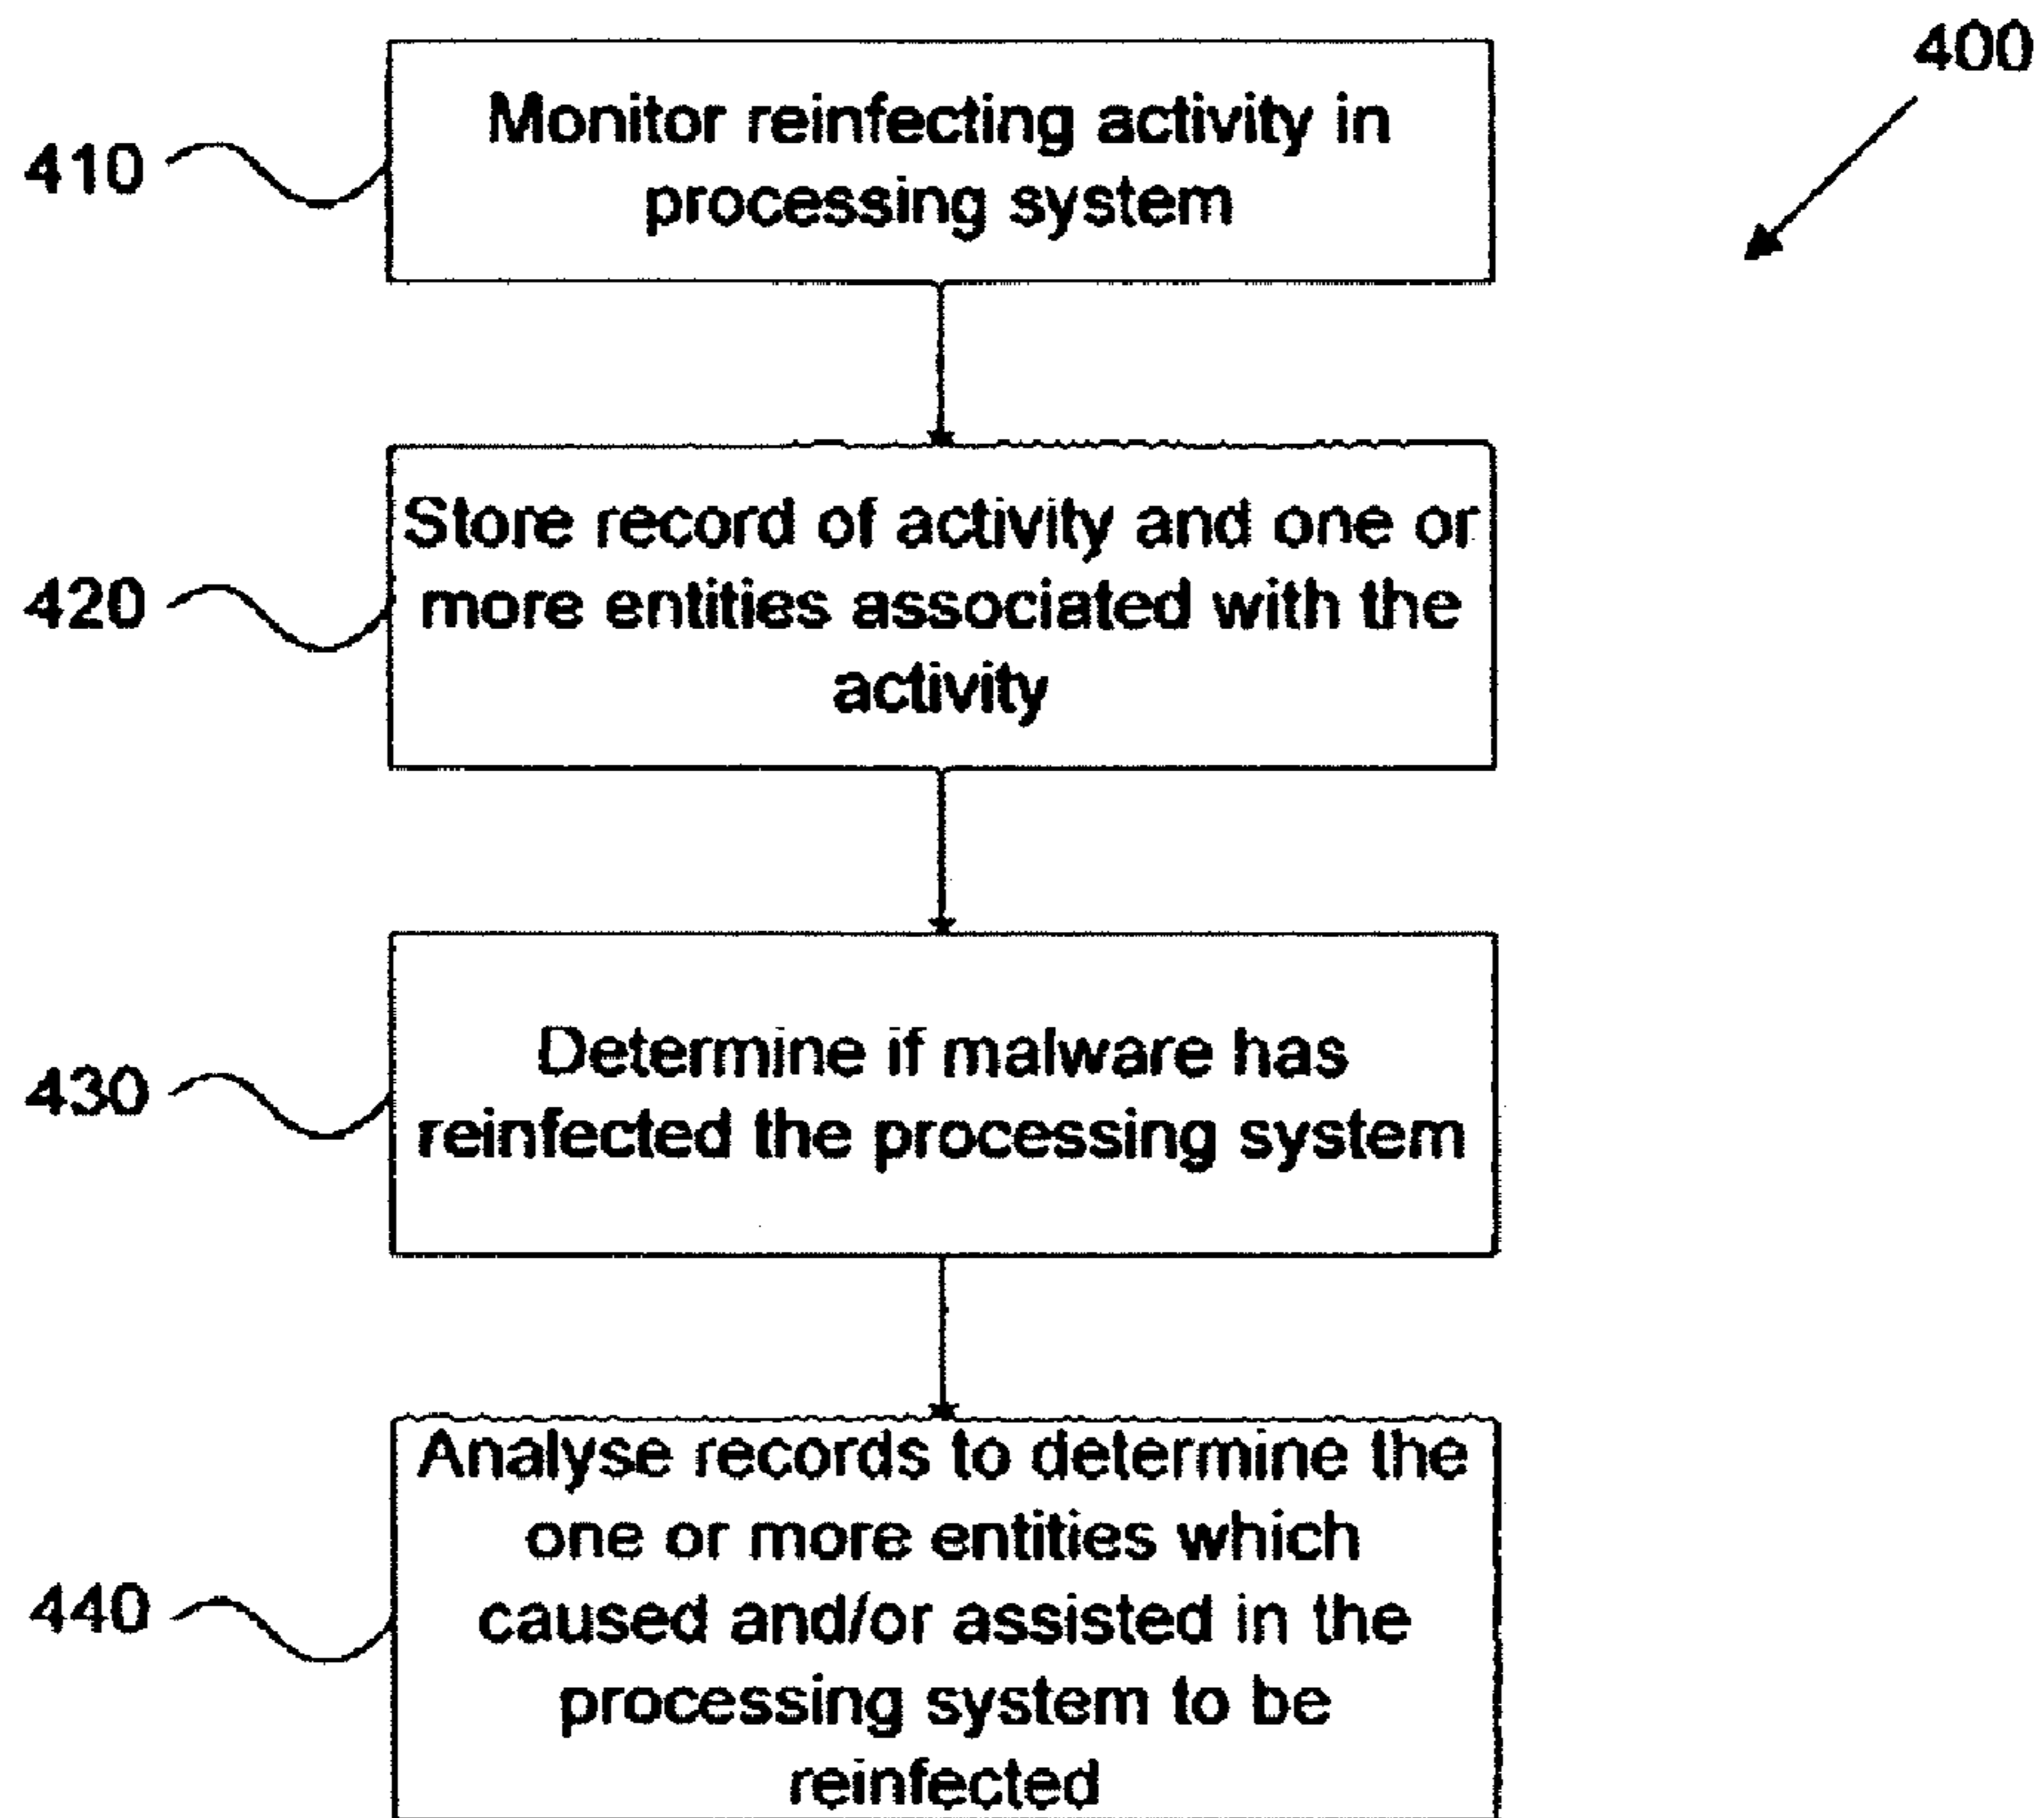 400
Monitor reinfecting activity in
processing system
410
Store record of activity and one or
more entities associated with the
activity
420
Determine if malware has
reinfected the processing system
430
Analyse records to determine the
one or more entities which
caused and/or assisted in the
processing system to be
reinfected
440